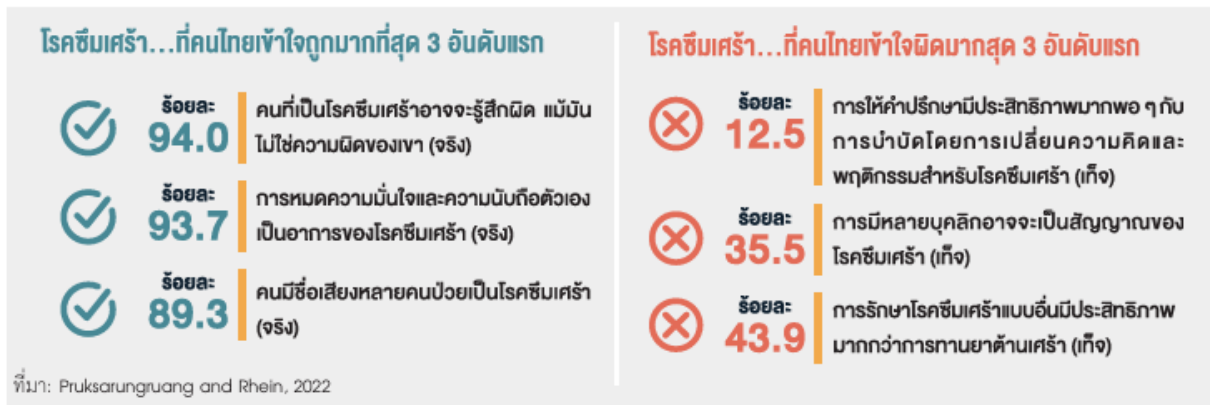 โรคซึมเศร้า...ที่คนไทยเข้าใจถูกมากที่สุด 3 อันดับแรก
ร้อยละ
94.0
คนที่เป็นโรคซึมเศร้าอาจจะรู้สึกผิด แม้มัน
ไม่ใช่ความผิดของเขา (จริง)
ร้อยละ
93.7
การหมดความมั่นใจและความนับถือตัวเอง
เป็นอาการของโรคซึมเศร้า (จริง)
ร้อยละ
89.3
คนมีชื่อเสียงหลายคนป่วยเป็นโรคซึมเศร้า
(จริง)
โรคซึมเศร้า...ที่คนไทยเข้าใจผิดมากสุด 3 อันดับแรก
ร้อยละ
12.5
การให้คำปรึกษามีประสิทธิภาพมากพอ ๆ กับ
การบำบัดโดยการเปลี่ยนความคิดและ
พฤติกรรมสำหรับโรคซึมเศร้า (เท็จ)
ร้อยละ
35.5
การมีหลายบุคลิกอาจจะเป็นสัญญาณของ
โรคซึมเศร้า (เท็จ)
ร้อยละ
43.9
การรักษาโรคซึมเศร้าแบบอื่นมีประสิทธิภาพ
มากกว่าการทานยาต้านเศร้า (เท็จ)
ที่มา: Pruksarungruang and Rhein, 2022